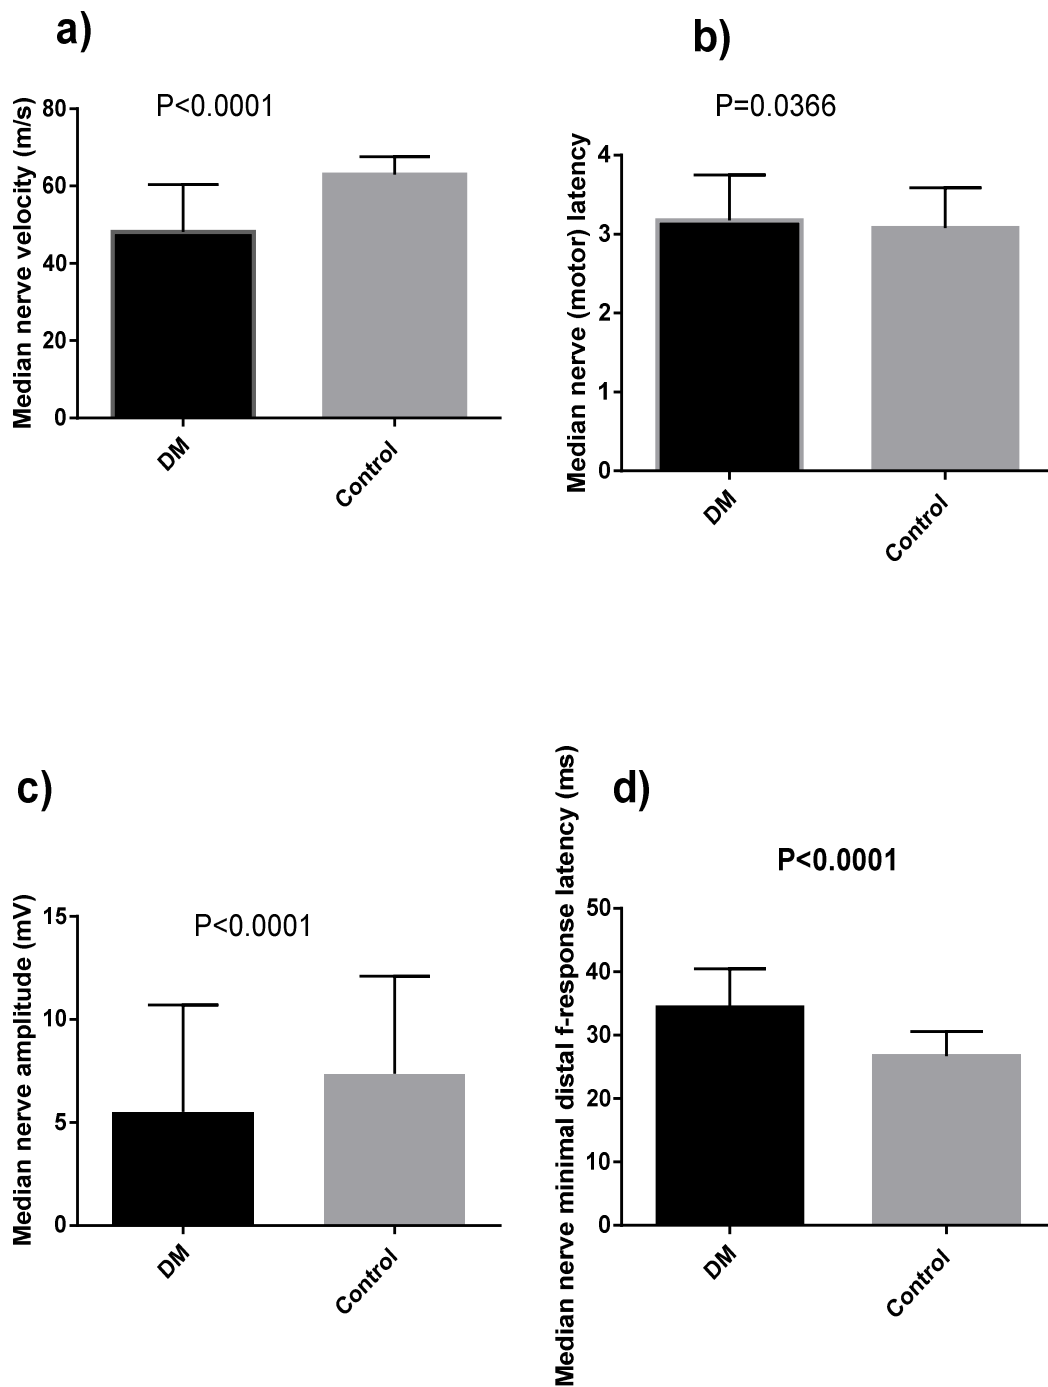 a)
P<0.0001
Median nerve velocity (m/s)
80
60
40
20
0
DM
Control
b)
P=0.0366
Median nerve (motor) latency
4
3
2
1
0
DM
Control
c)
P<0.0001
Median nerve amplitude (mV)
15
10
5
0
DM
Control
d)
P<0.0001
Median nerve minimal distal f-response latency (ms)
50
40
30
20
10
0
DM
Control